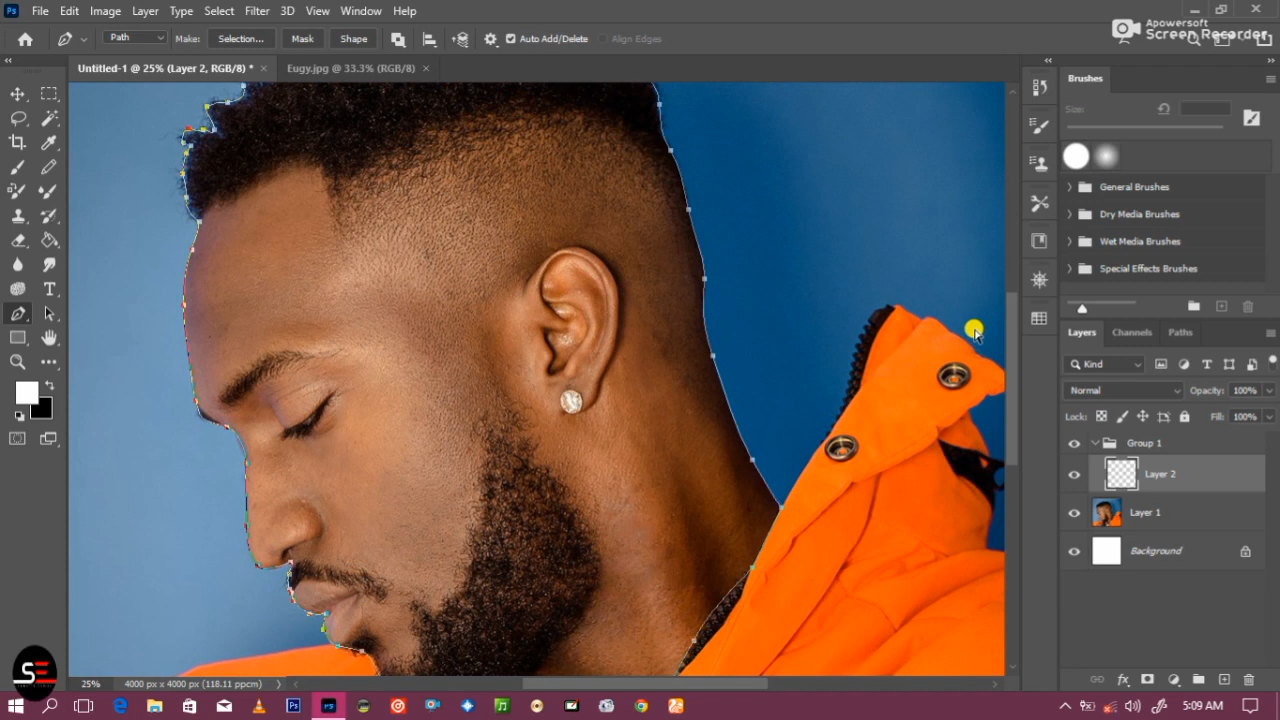 Ps File Edit Image Layer Type Select Filter 3D View Window Help
Apowersoft
Screen Recorder
Path Make: Selection... Mask Shape Auto Add/Delete Align Edges
Untitled-1 @ 25% (Layer 2, RGB/8) * × Eugy.jpg @ 33.3% (RGB/8) ×
Brushes
Size:
General Brushes
Dry Media Brushes
Wet Media Brushes
Special Effects Brushes
Layers Channels Paths
Kind
Normal Opacity: 100%
Lock: Fill: 100%
Group 1
Layer 2
Layer 1
Background
25% 4000 px x 4000 px (118.11 ppcm)
SE
5:09 AM